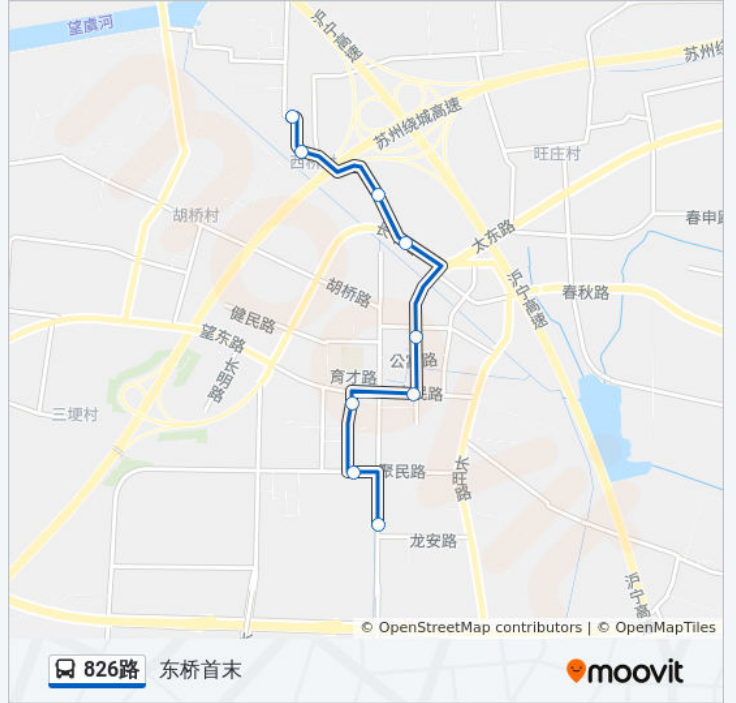 望虞河
沪宁高速
苏州绕
苏州绕城高速
旺庄村
西桥
胡桥村
春申路
太东路
长
胡桥路
沪宁高速
春秋路
健民路
望东路
公
路
长明路
育才路
民路
三埂村
聚民路
长旺路
龙安路
沪宁高
© OpenStreetMap contributors | © OpenMapTiles
826路 东桥首末
moovit